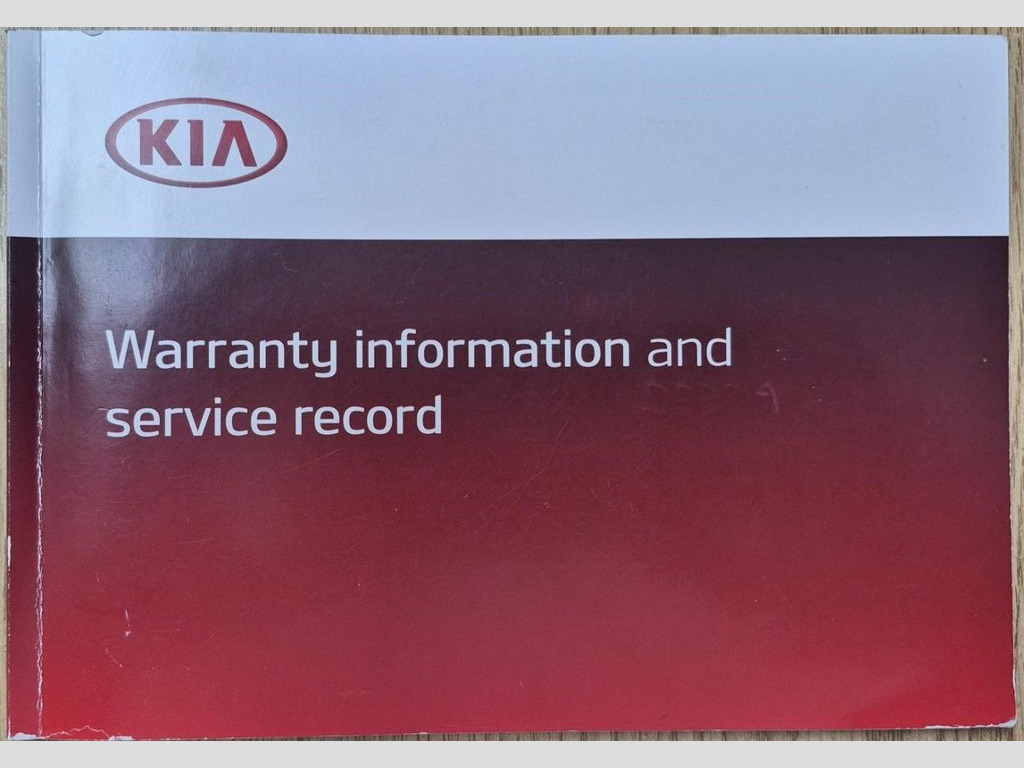 KIA
Warranty information and
service record